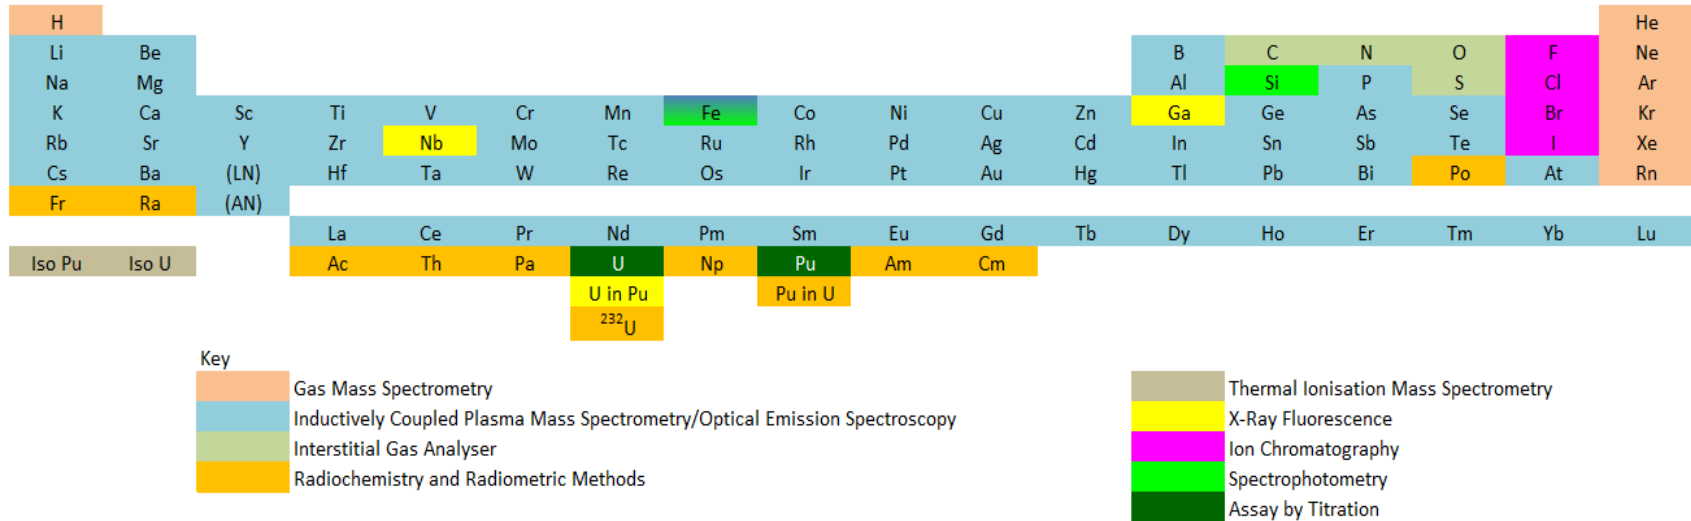 H He
Li Be B C N O F Ne
Na Mg Al Si P S Cl Ar
K Ca Sc Ti V Cr Mn Fe Co Ni Cu Zn Ga Ge As Se Br Kr
Rb Sr Y Zr Nb Mo Tc Ru Rh Pd Ag Cd In Sn Sb Te I Xe
Cs Ba (LN) Hf Ta W Re Os Ir Pt Au Hg Tl Pb Bi Po At Rn
Fr Ra (AN)
La Ce Pr Nd Pm Sm Eu Gd Tb Dy Ho Er Tm Yb Lu
Iso Pu Iso U Ac Th Pa U Np Pu Am Cm
U in Pu Pu in U
²³²U
Key
Gas Mass Spectrometry Thermal Ionisation Mass Spectrometry
Inductively Coupled Plasma Mass Spectrometry/Optical Emission Spectroscopy X-Ray Fluorescence
Interstitial Gas Analyser Ion Chromatography
Radiochemistry and Radiometric Methods Spectrophotometry
Assay by Titration